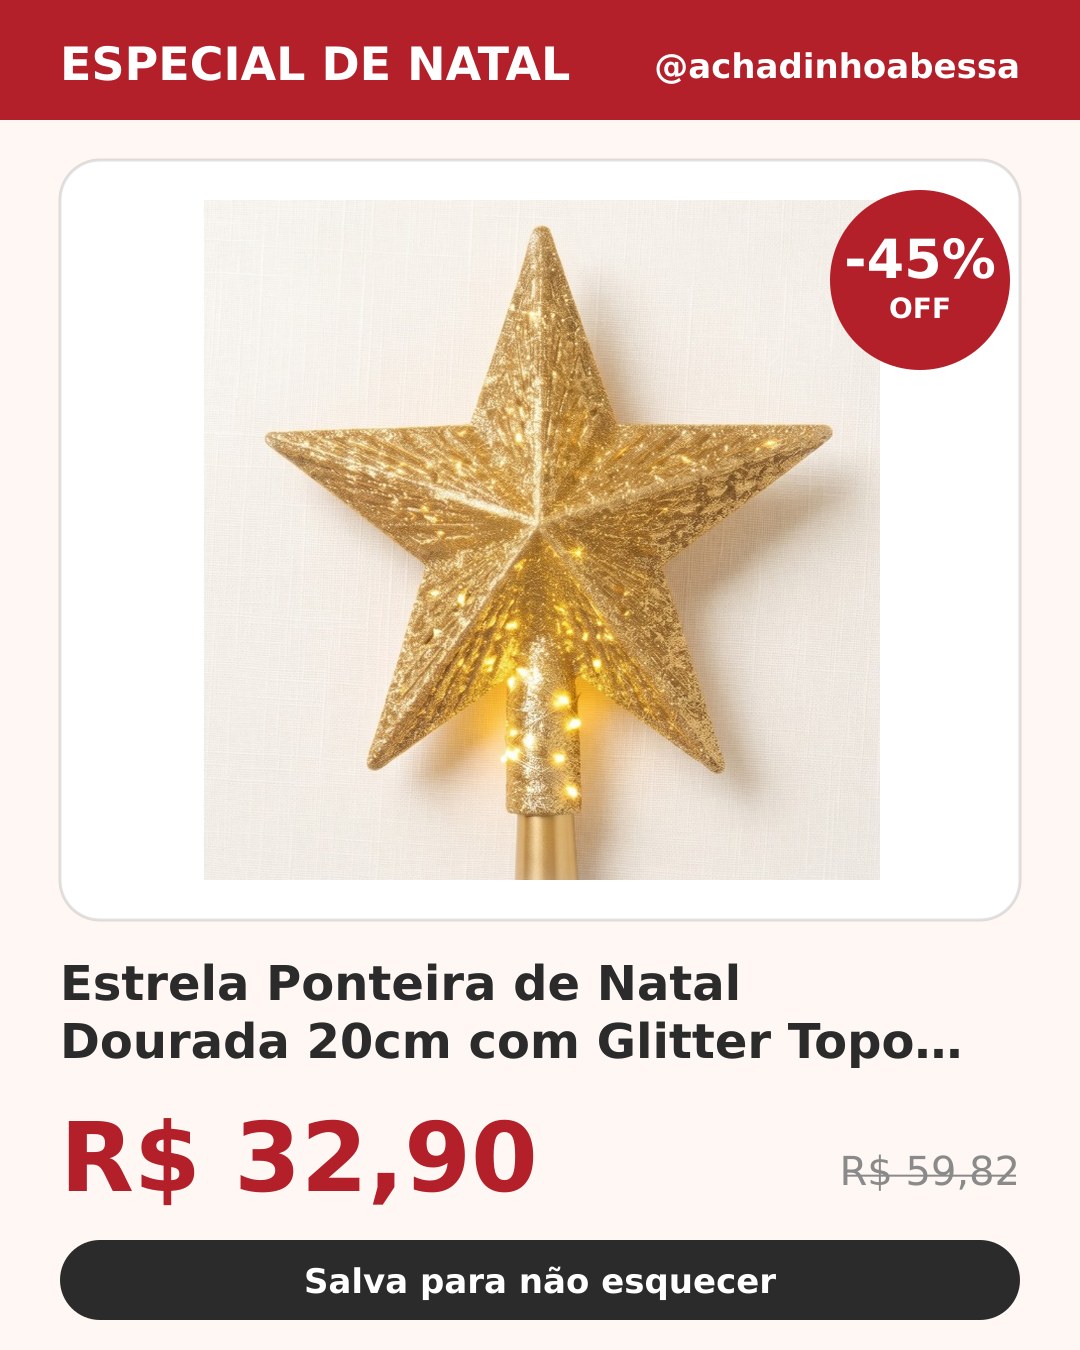 ESPECIAL DE NATAL
@achadinhoabessa
-45%
OFF
Estrela Ponteira de Natal
Dourada 20cm com Glitter Topo...
R$ 32,90
R$ 59,82
Salva para não esquecer